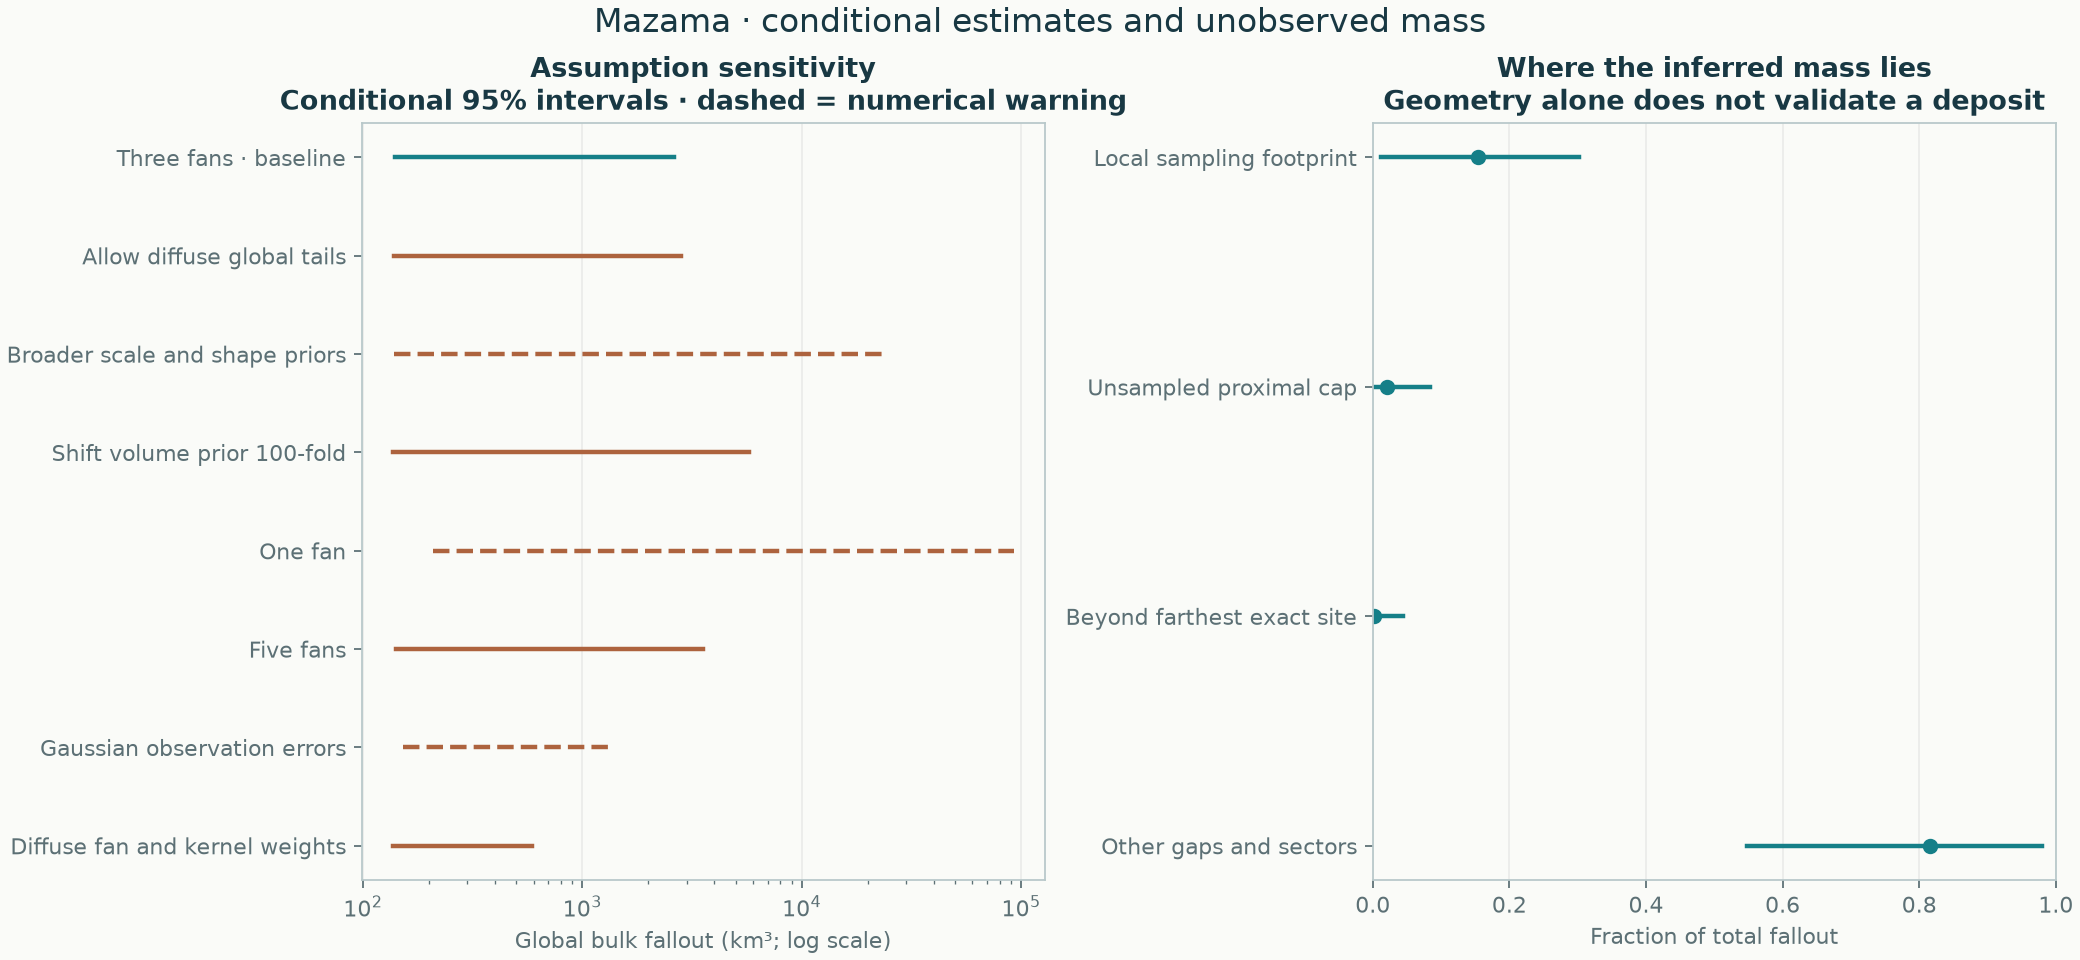 Mazama · conditional estimates and unobserved mass
Assumption sensitivity
Conditional 95% intervals · dashed = numerical warning
Three fans · baseline
Allow diffuse global tails
Broader scale and shape priors
Shift volume prior 100-fold
One fan
Five fans
Gaussian observation errors
Diffuse fan and kernel weights
10² 10³ 10⁴ 10⁵
Global bulk fallout (km³; log scale)
Where the inferred mass lies
Geometry alone does not validate a deposit
Local sampling footprint
Unsampled proximal cap
Beyond farthest exact site
Other gaps and sectors
0.0 0.2 0.4 0.6 0.8 1.0
Fraction of total fallout